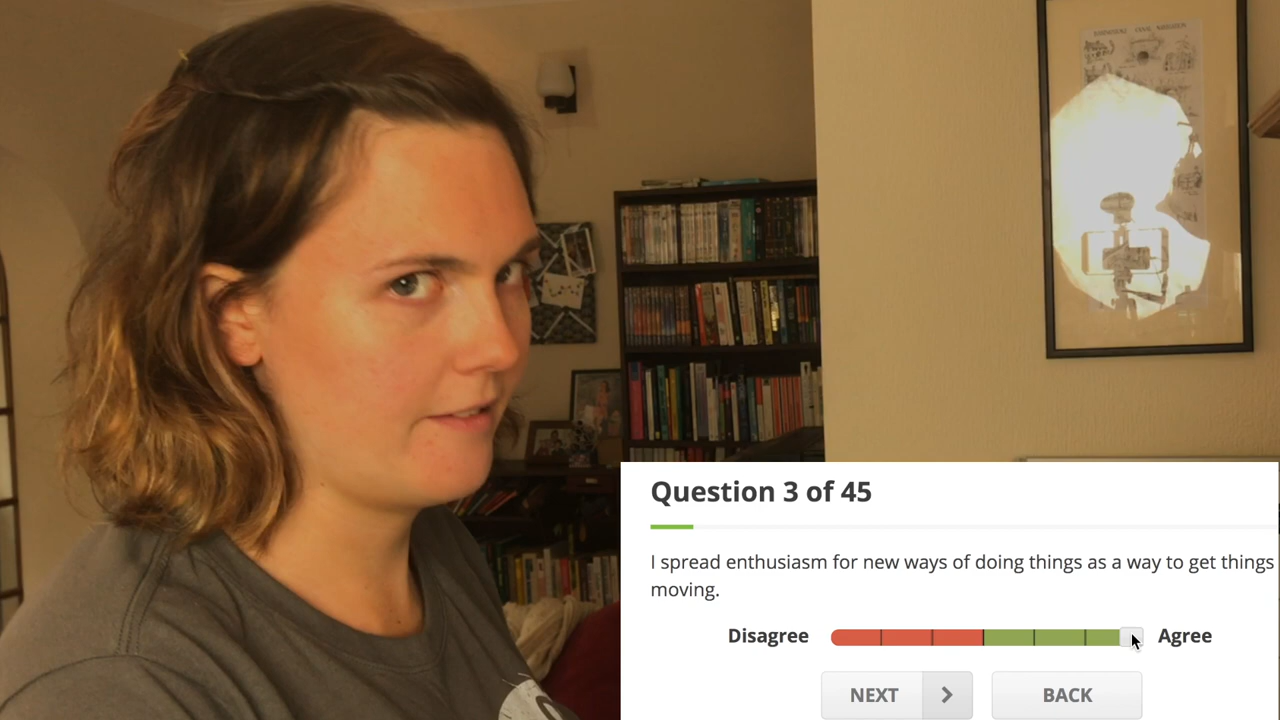 Question 3 of 45
I spread enthusiasm for new ways of doing things as a way to get things
moving.
Disagree
Agree
NEXT
BACK